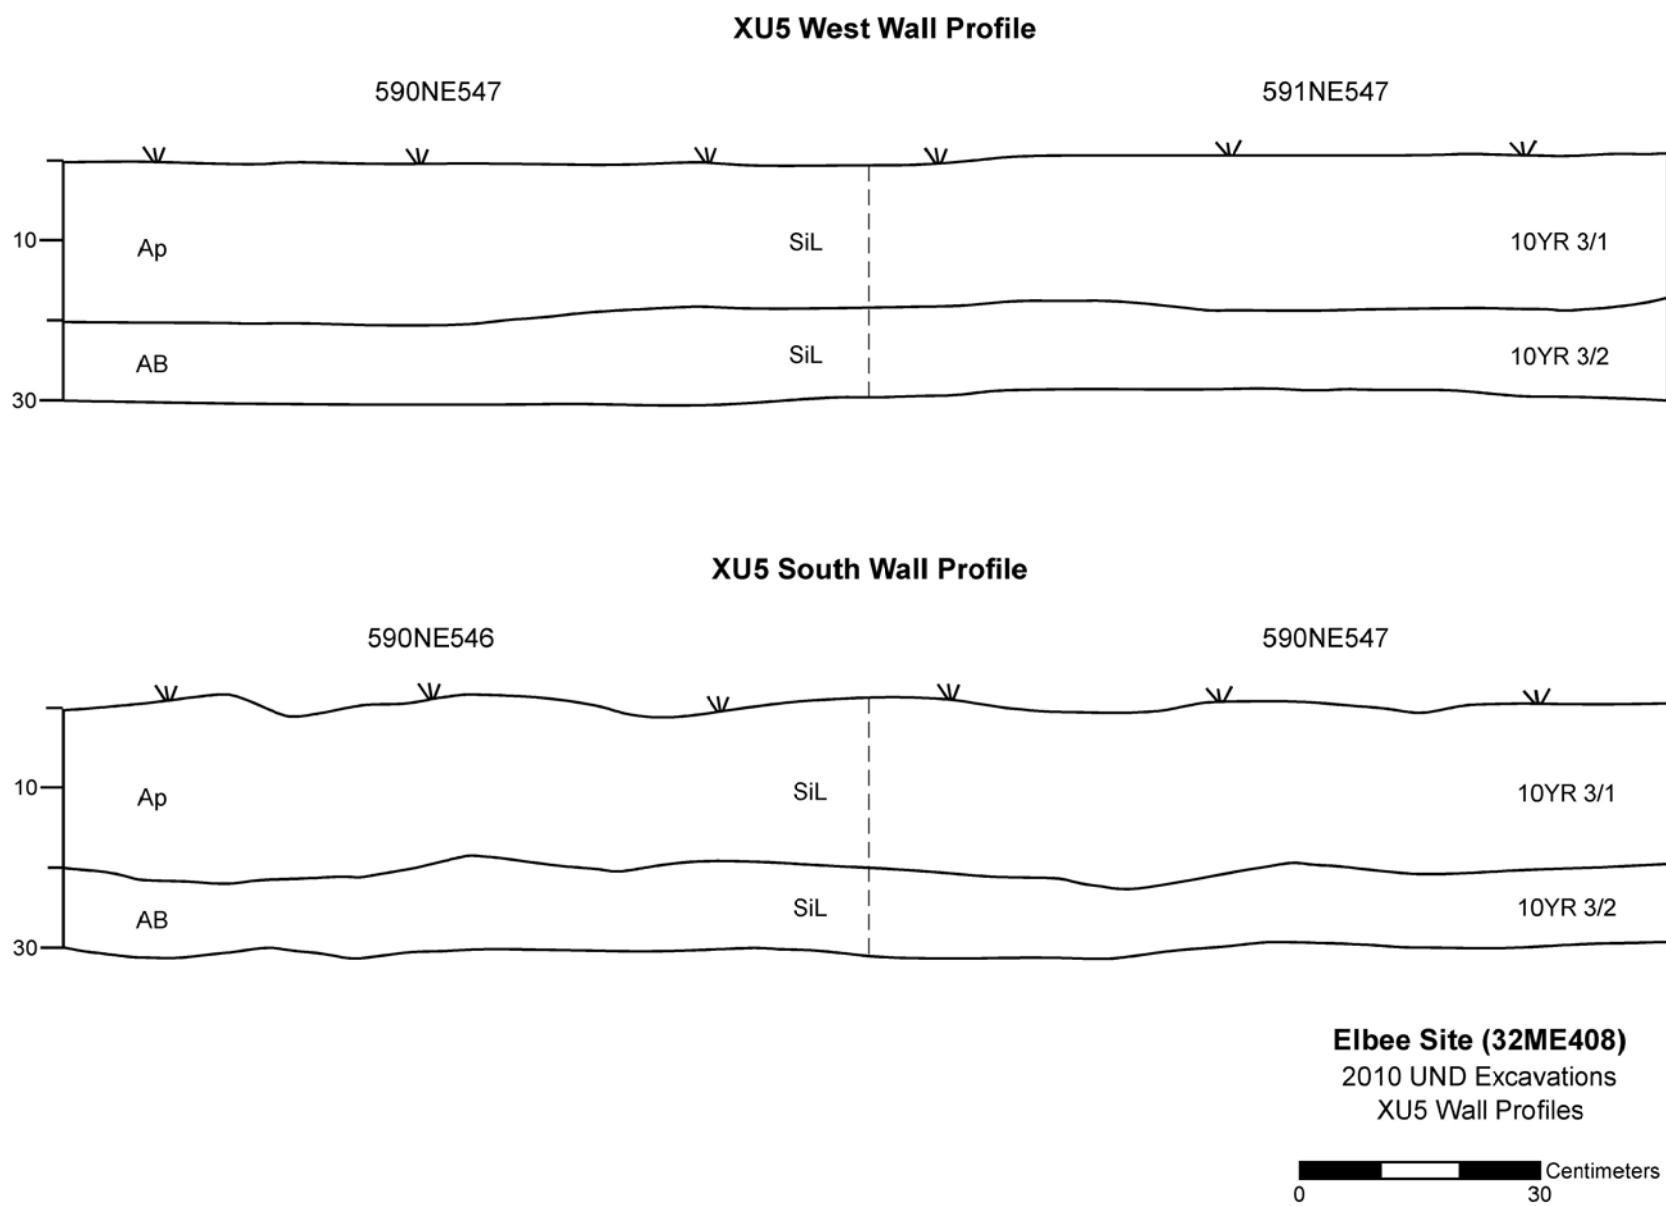 XU5 West Wall Profile
590NE547 591NE547
10 Ap SiL 10YR 3/1
AB SiL 10YR 3/2
30
XU5 South Wall Profile
590NE546 590NE547
10 Ap SiL 10YR 3/1
AB SiL 10YR 3/2
30
Elbee Site (32ME408)
2010 UND Excavations
XU5 Wall Profiles
Centimeters
0 30